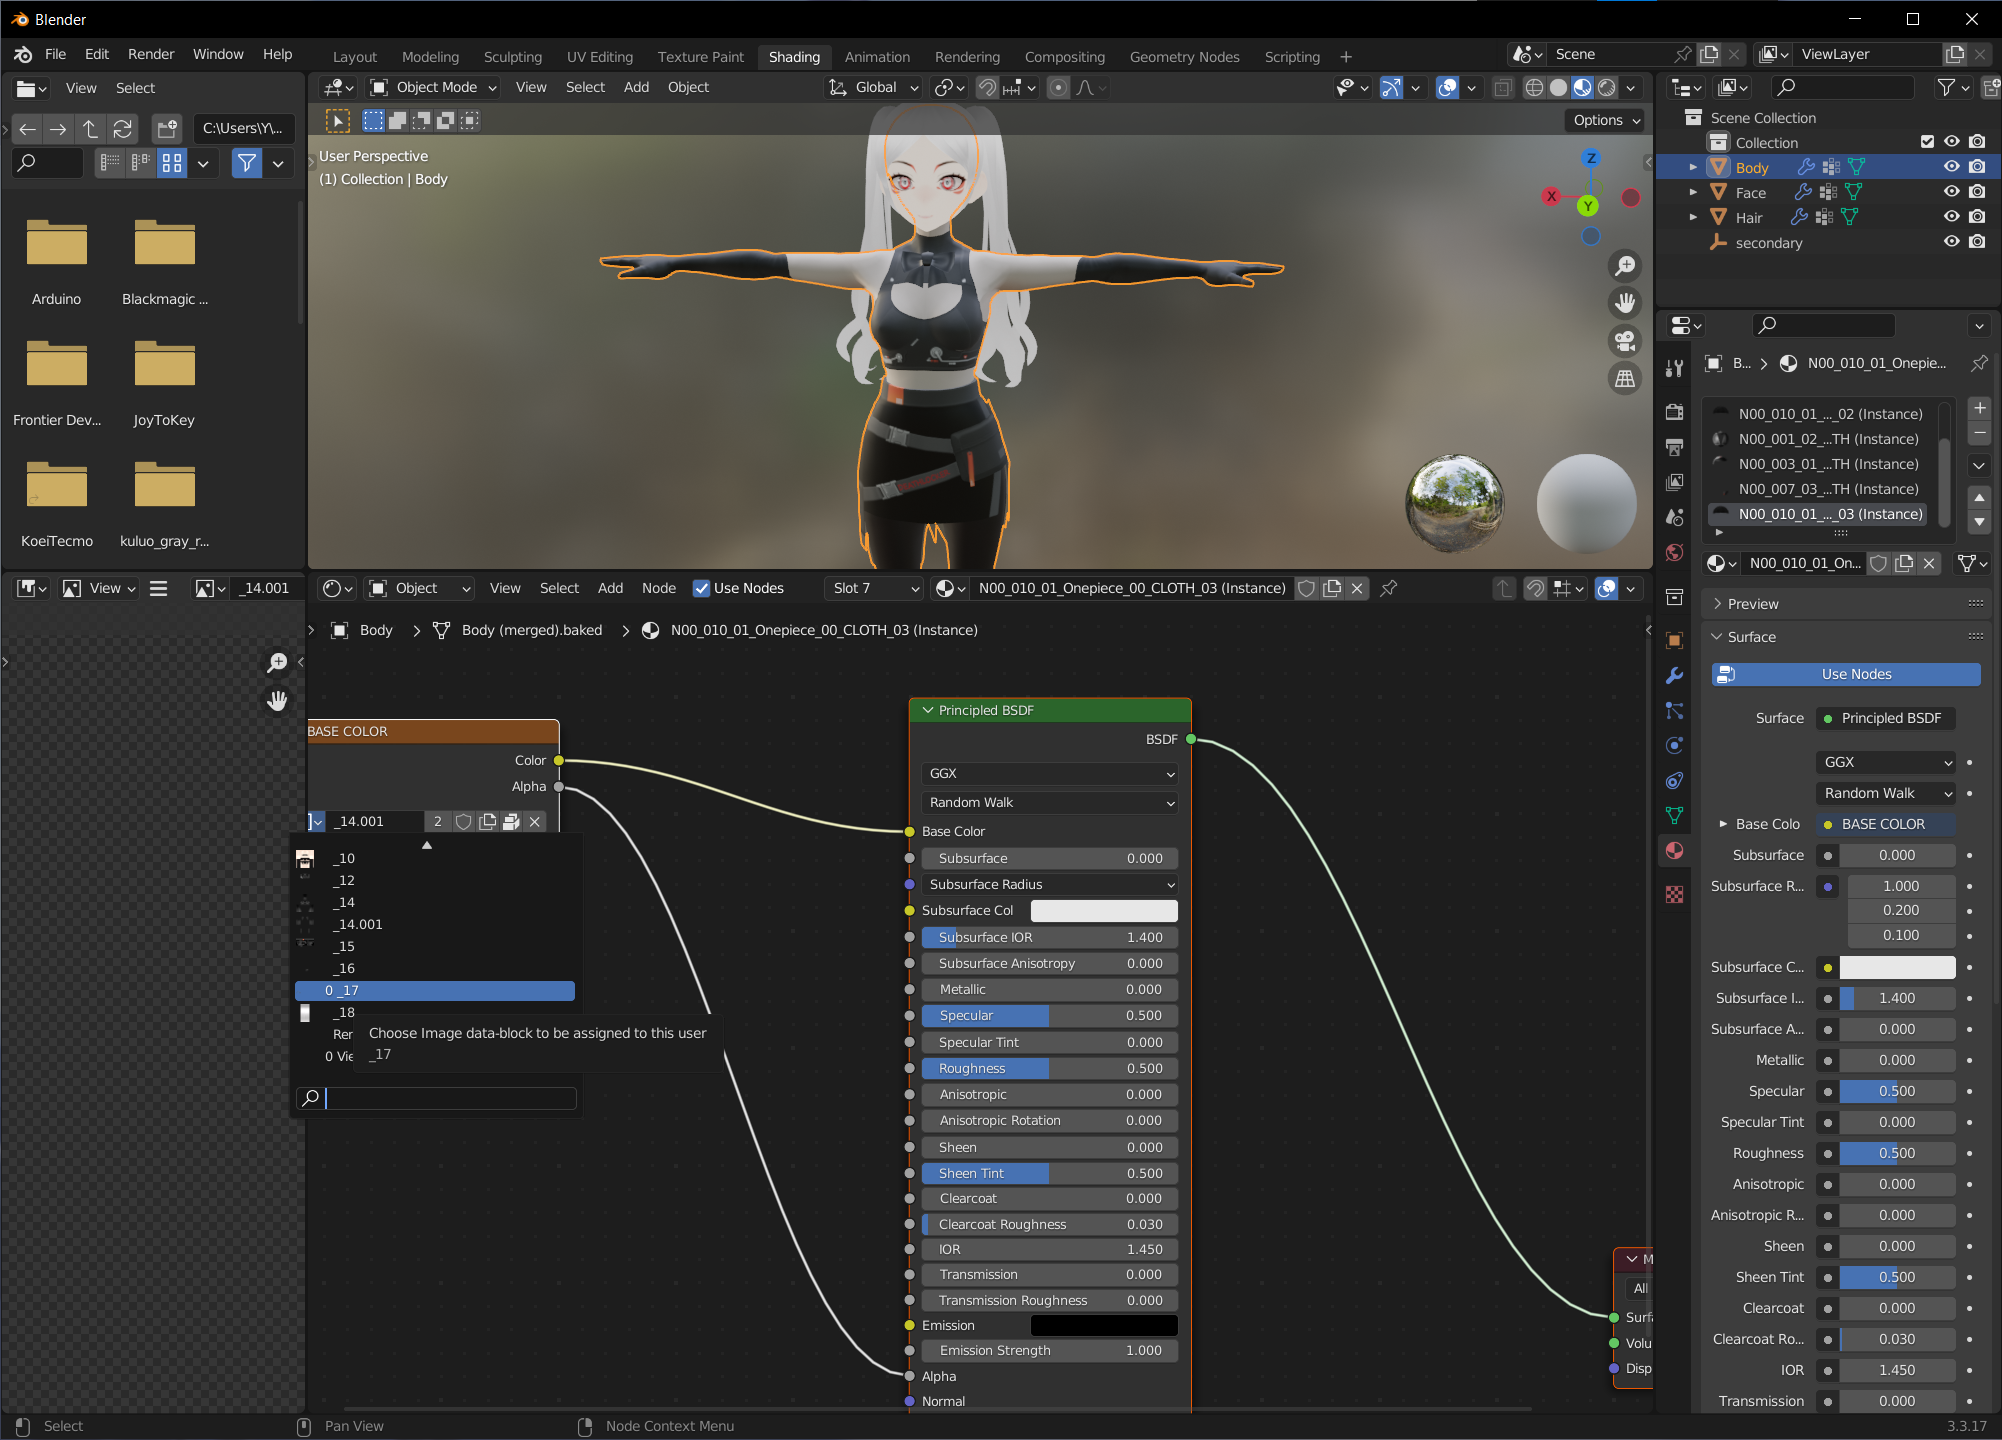 Blender
File Edit Render Window Help
Layout Modeling Sculpting UV Editing Texture Paint Shading Animation Rendering Compositing Geometry Nodes Scripting +
Scene
ViewLayer
View Select
Object Mode View Select Add Object
Global
C:\Users\Y\...
Options
User Perspective
(1) Collection | Body
Z
X
Y
Arduino
Blackmagic ...
Frontier Dev...
JoyToKey
KoeiTecmo
kuluo_gray_r...
Scene Collection
Collection
Body
Face
Hair
secondary
B... > N00_010_01_Onepie...
N00_010_01_..._02 (Instance)
N00_001_02_...TH (Instance)
N00_003_01_...TH (Instance)
N00_007_03_...TH (Instance)
N00_010_01_..._03 (Instance)
N00_010_01_On...
View
_14.001
Object View Select Add Node Use Nodes Slot 7 N00_010_01_Onepiece_00_CLOTH_03 (Instance)
Body > Body (merged).baked > N00_010_01_Onepiece_00_CLOTH_03 (Instance)
BASE COLOR
Color
Alpha
_14.001 2
_10
_12
_14
_14.001
_15
_16
0 _17
_18
Rer
0 Vie
Choose Image data-block to be assigned to this user
_17
Principled BSDF
BSDF
GGX
Random Walk
Base Color
Subsurface 0.000
Subsurface Radius
Subsurface Col
Subsurface IOR 1.400
Subsurface Anisotropy 0.000
Metallic 0.000
Specular 0.500
Specular Tint 0.000
Roughness 0.500
Anisotropic 0.000
Anisotropic Rotation 0.000
Sheen 0.000
Sheen Tint 0.500
Clearcoat 0.000
Clearcoat Roughness 0.030
IOR 1.450
Transmission 0.000
Transmission Roughness 0.000
Emission
Emission Strength 1.000
Alpha
Normal
M
All
Surfa
Volu
Disp
Preview
Surface
Use Nodes
Surface Principled BSDF
GGX
Random Walk
Base Colo BASE COLOR
Subsurface 0.000
Subsurface R... 1.000
0.200
0.100
Subsurface C...
Subsurface I... 1.400
Subsurface A... 0.000
Metallic 0.000
Specular 0.500
Specular Tint 0.000
Roughness 0.500
Anisotropic 0.000
Anisotropic R... 0.000
Sheen 0.000
Sheen Tint 0.500
Clearcoat 0.000
Clearcoat Ro... 0.030
IOR 1.450
Transmission 0.000
Select
Pan View
Node Context Menu
3.3.17